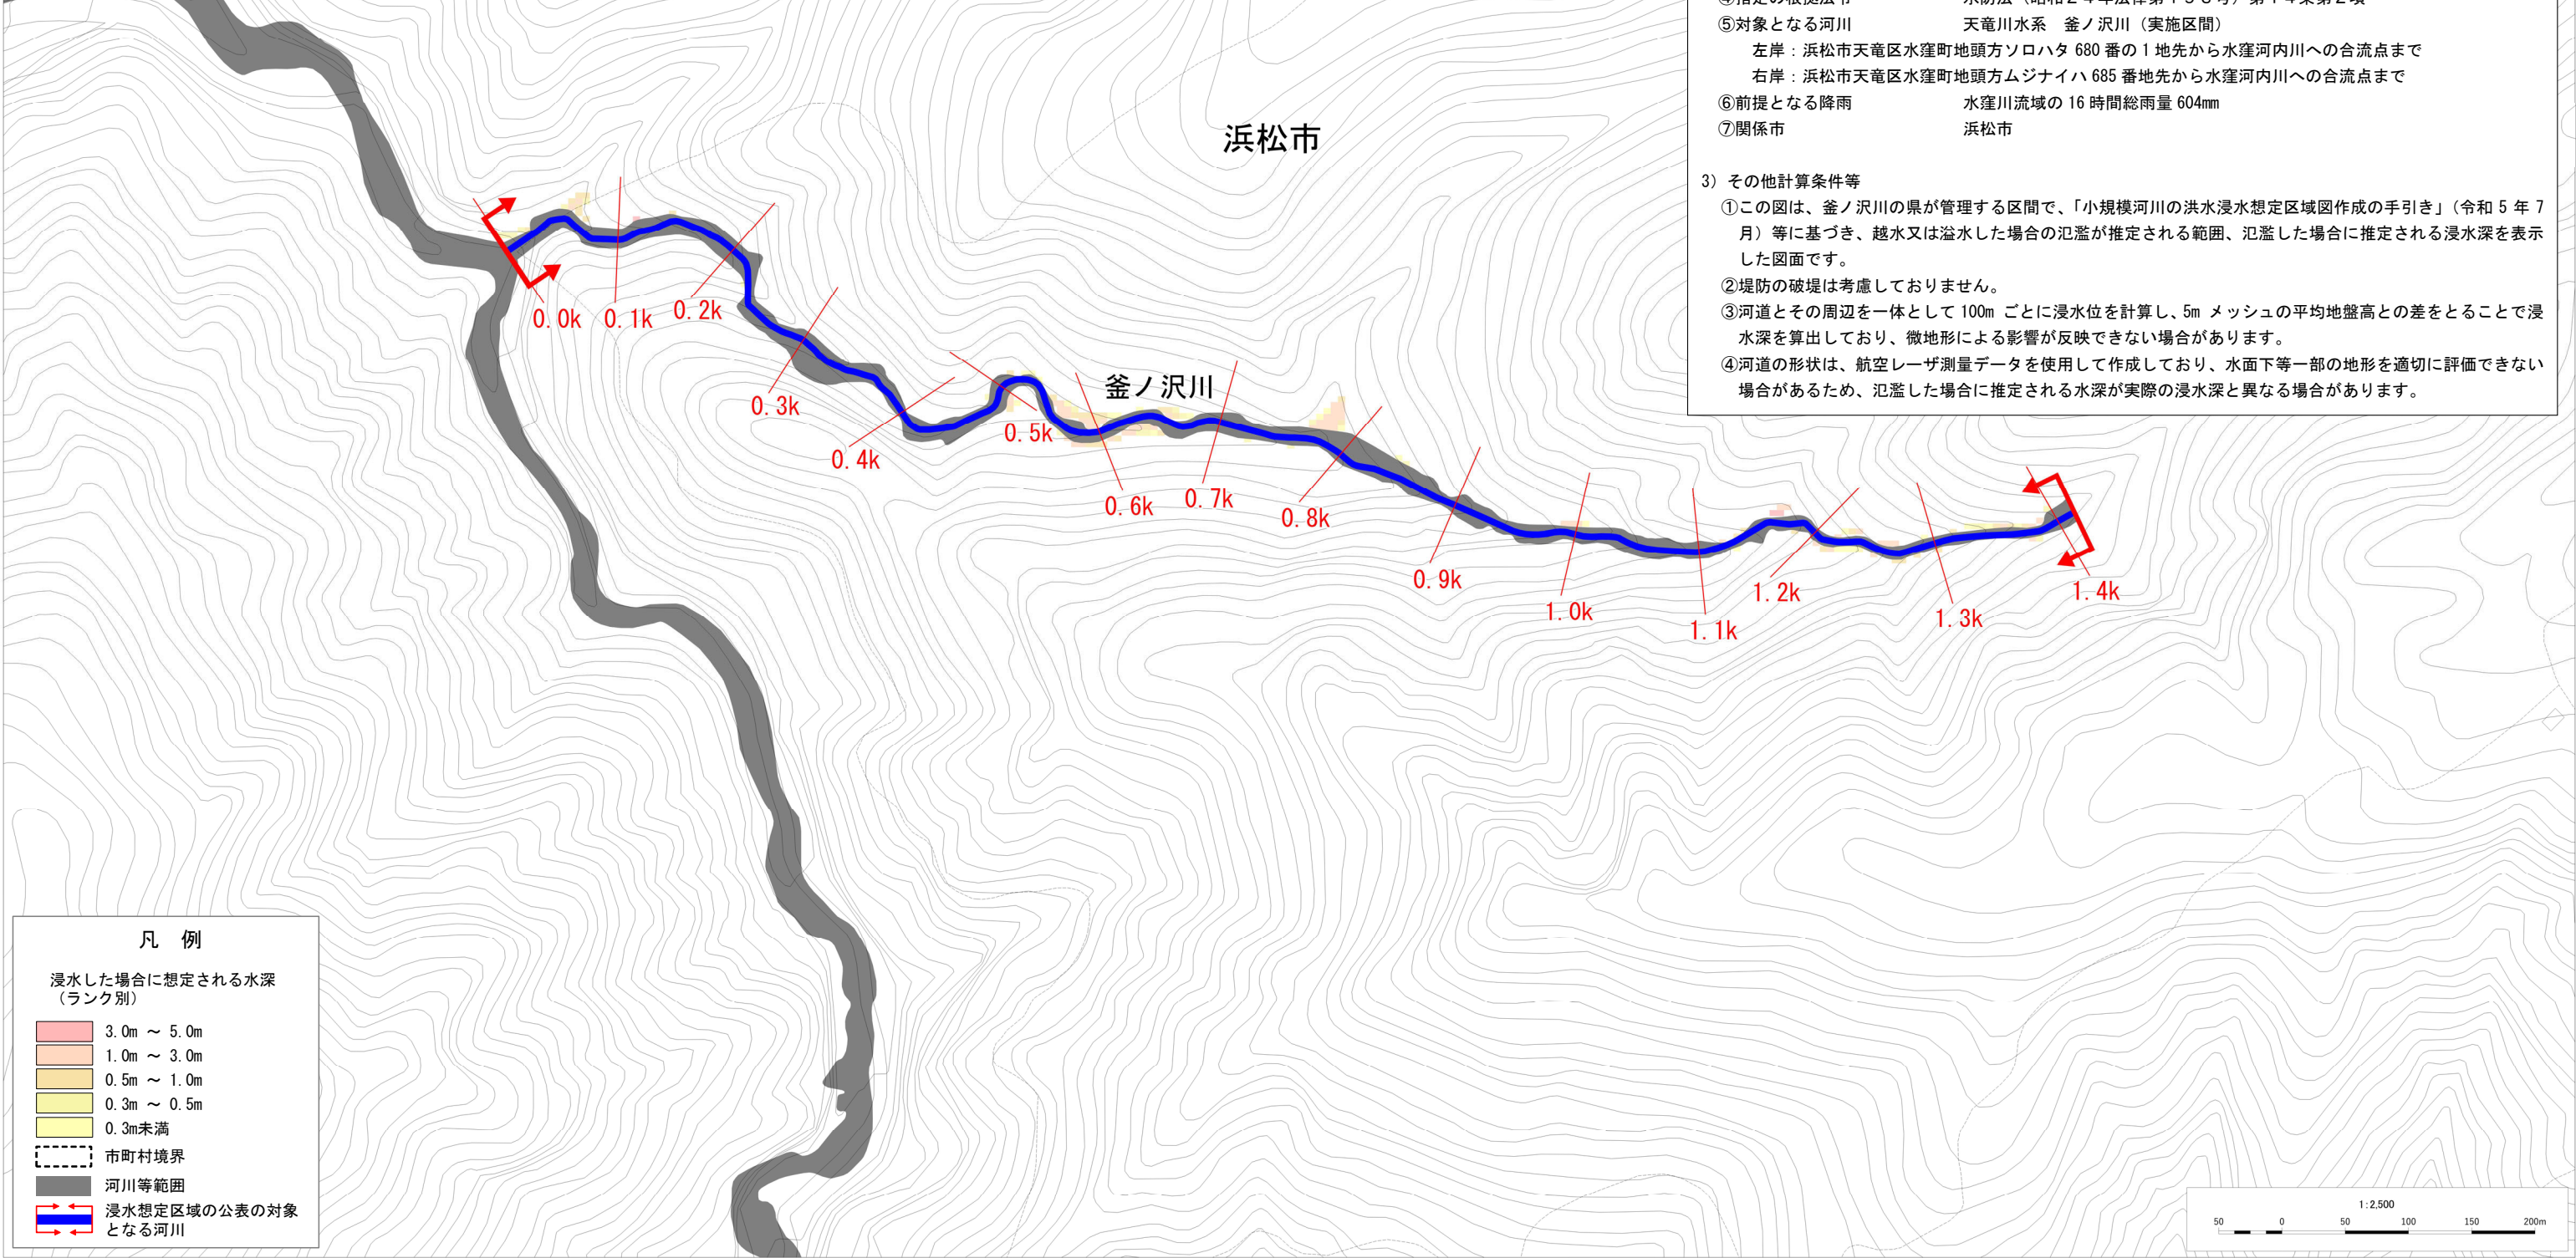 ⑤対象となる河川 天竜川水系 釜ノ沢川（実施区間）
左岸：浜松市天竜区水窪町地頭方ソロハタ 680 番の 1 地先から水窪河内川への合流点まで
右岸：浜松市天竜区水窪町地頭方ムジナイハ 685 番地先から水窪河内川への合流点まで
⑥前提となる降雨 水窪川流域の 16 時間総雨量 604mm
⑦関係市 浜松市
3）その他計算条件等
①この図は、釜ノ沢川の県が管理する区間で、「小規模河川の洪水浸水想定区域図作成の手引き」（令和 5 年 7
月）等に基づき、越水又は溢水した場合の氾濫が推定される範囲、氾濫した場合に推定される浸水深を表示
した図面です。
②堤防の破堤は考慮しておりません。
③河道とその周辺を一体として 100m ごとに浸水位を計算し、5m メッシュの平均地盤高との差をとることで浸
水深を算出しており、微地形による影響が反映できない場合があります。
④河道の形状は、航空レーザ測量データを使用して作成しており、水面下等一部の地形を適切に評価できない
場合があるため、氾濫した場合に推定される水深が実際の浸水深と異なる場合があります。
浜松市
釜ノ沢川
0.0k
0.1k
0.2k
0.3k
0.4k
0.5k
0.6k
0.7k
0.8k
0.9k
1.0k
1.1k
1.2k
1.3k
1.4k
凡 例
浸水した場合に想定される水深
（ランク別）
3.0m ～ 5.0m
1.0m ～ 3.0m
0.5m ～ 1.0m
0.3m ～ 0.5m
0.3m未満
市町村境界
河川等範囲
浸水想定区域の公表の対象
となる河川
1:2,500
50 0 50 100 150 200m